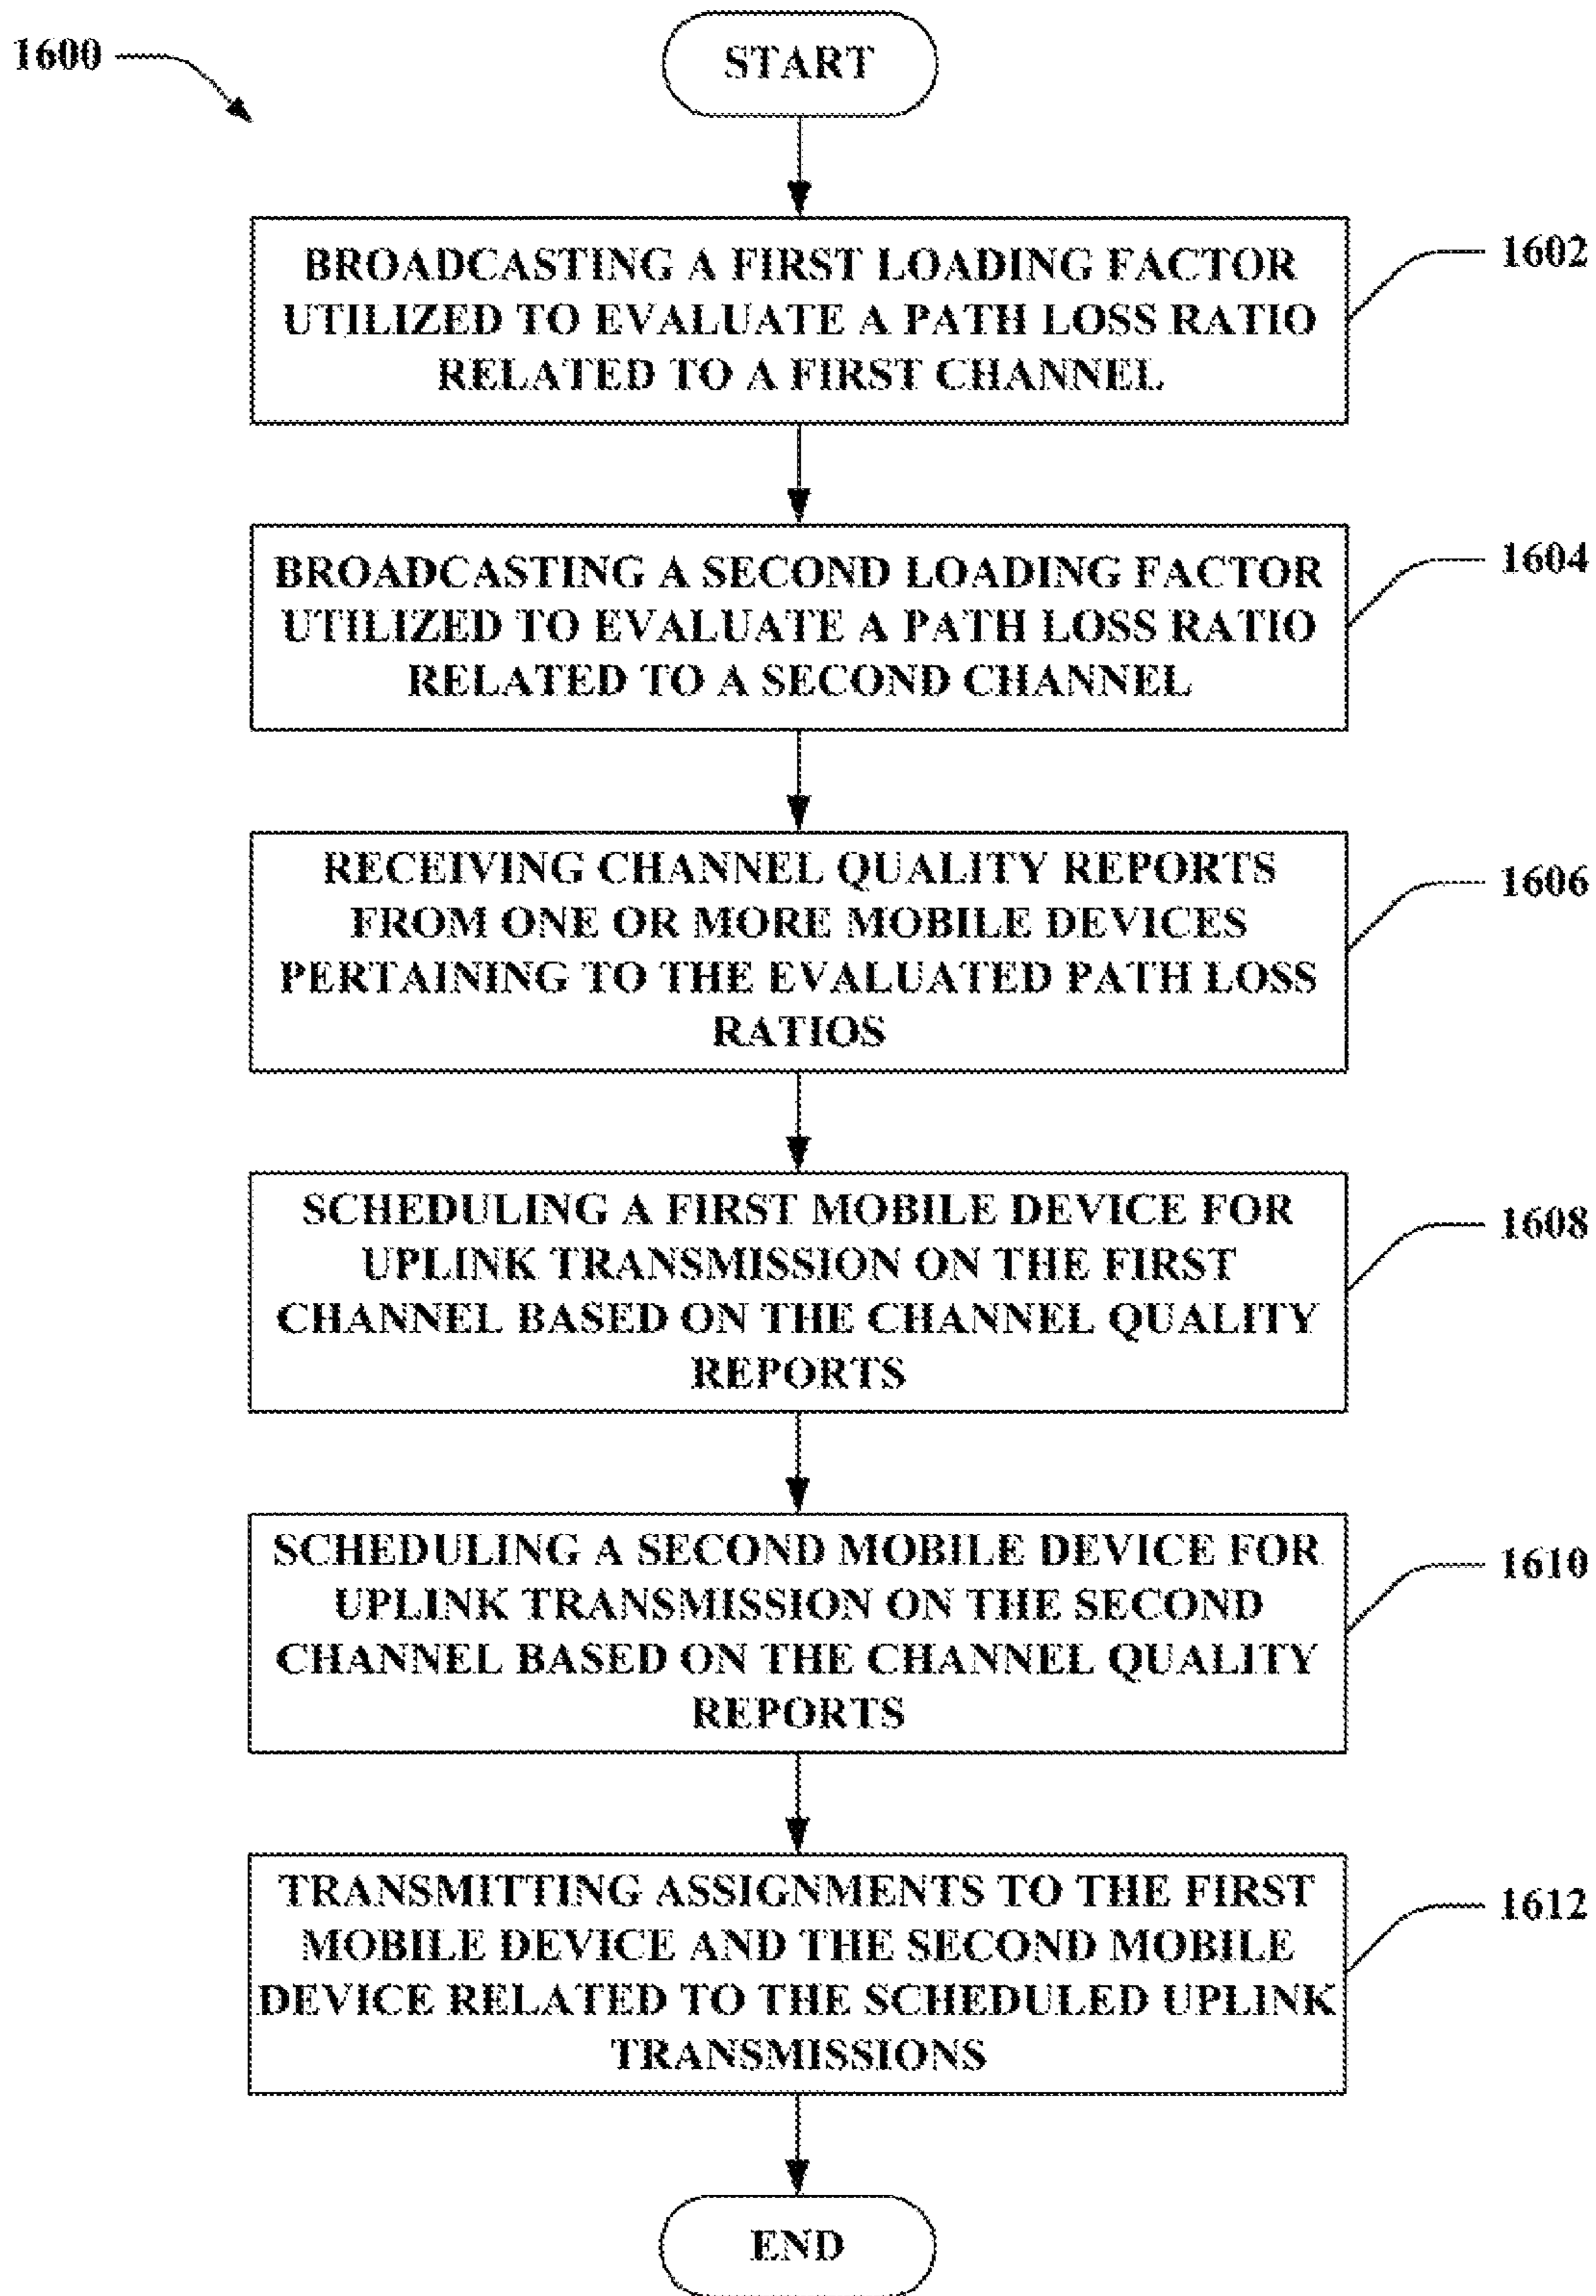 1600
START
BROADCASTING A FIRST LOADING FACTOR
UTILIZED TO EVALUATE A PATH LOSS RATIO
RELATED TO A FIRST CHANNEL
1602
BROADCASTING A SECOND LOADING FACTOR
UTILIZED TO EVALUATE A PATH LOSS RATIO
RELATED TO A SECOND CHANNEL
1604
RECEIVING CHANNEL QUALITY REPORTS
FROM ONE OR MORE MOBILE DEVICES
PERTAINING TO THE EVALUATED PATH LOSS
RATIOS
1606
SCHEDULING A FIRST MOBILE DEVICE FOR
UPLINK TRANSMISSION ON THE FIRST
CHANNEL BASED ON THE CHANNEL QUALITY
REPORTS
1608
SCHEDULING A SECOND MOBILE DEVICE FOR
UPLINK TRANSMISSION ON THE SECOND
CHANNEL BASED ON THE CHANNEL QUALITY
REPORTS
1610
TRANSMITTING ASSIGNMENTS TO THE FIRST
MOBILE DEVICE AND THE SECOND MOBILE
DEVICE RELATED TO THE SCHEDULED UPLINK
TRANSMISSIONS
1612
END